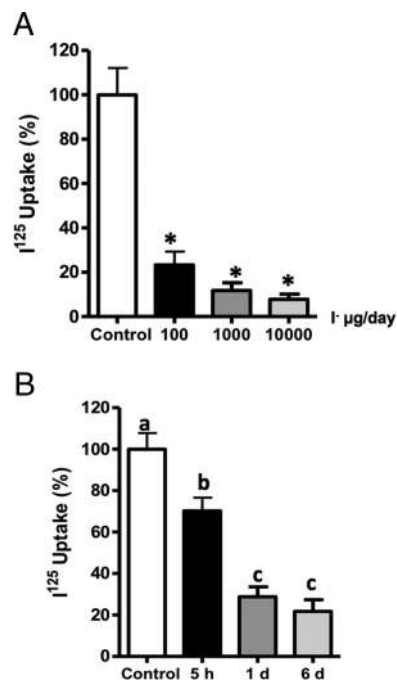 A
I¹²⁵ Uptake (%)
120
100
80
60
40
20
0
*
*
*
Control 100 1000 10000 I⁻ µg/day
B
I¹²⁵ Uptake (%)
120
100
80
60
40
20
0
a
b
c
c
Control 5 h 1 d 6 d